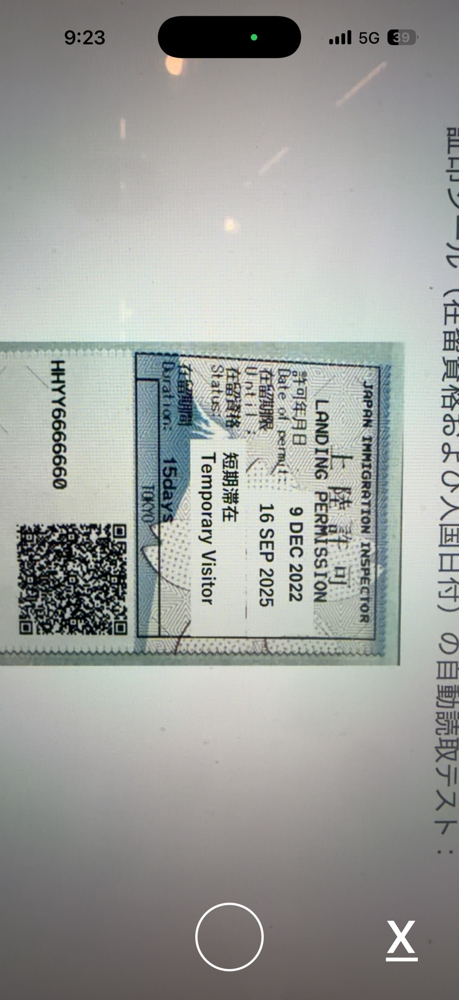 9:23
5G
39
証印シール（在留資格および入国日付）の自動読取テスト：
JAPAN IMMIGRATION INSPECTOR
上陸許可
LANDING PERMISSION
許可年月日
Date of permit:
9 DEC 2022
在留期限
Until :
16 SEP 2025
在留資格
Status:
短期滞在
Temporary Visitor
在留期間
Duration:
15days
TOKYO
HHYY6666660
X